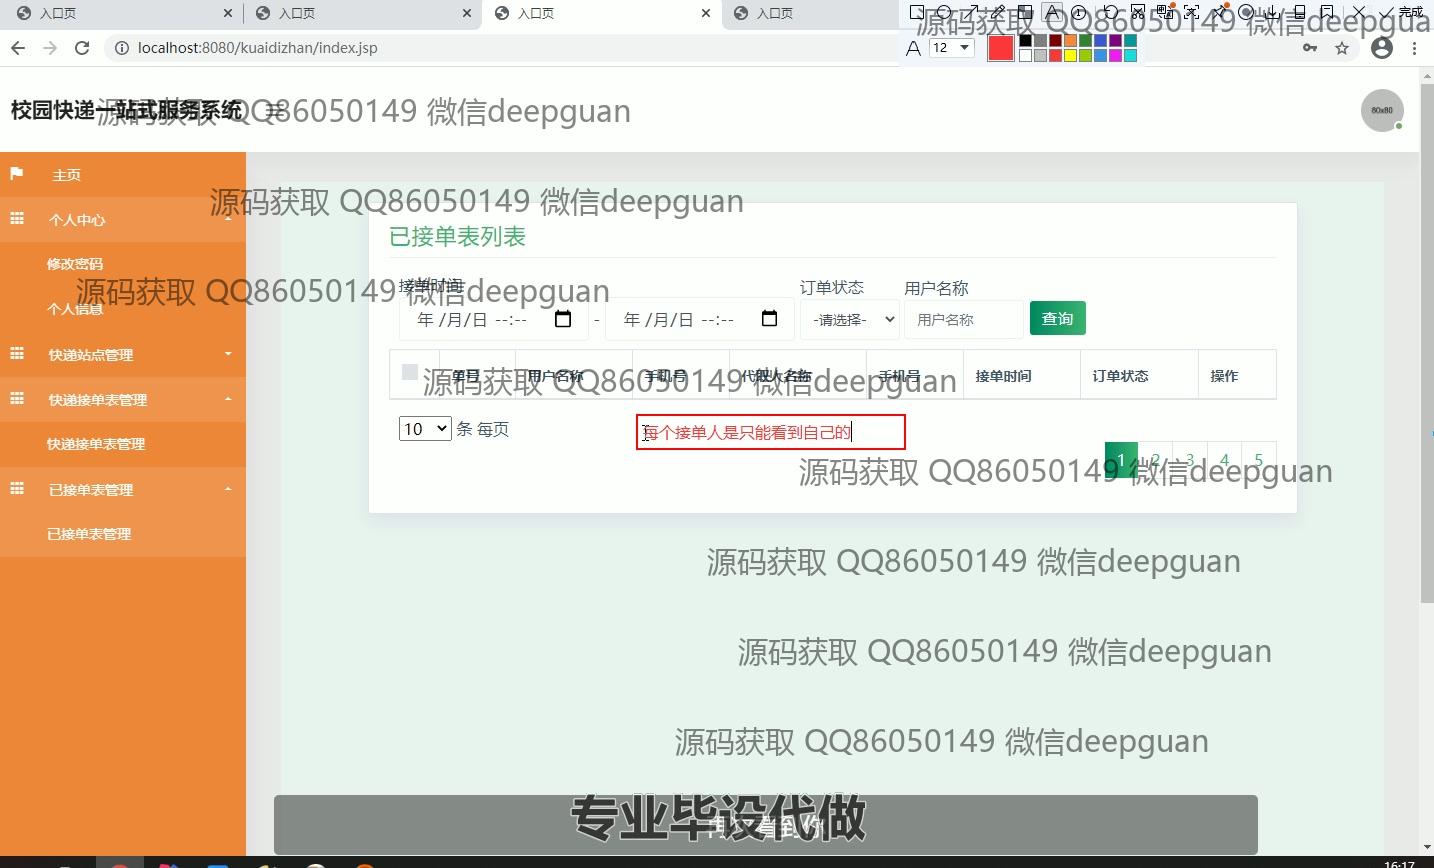 入口页
入口页
入口页
入口页
完成
localhost:8080/kuaidizhan/index.jsp
12
源码获取 QQ86050149 微信deepgua
校园快递一站式服务系统
源码获取 QQ86050149 微信deepguan
80x80
主页
个人中心
源码获取 QQ86050149 微信deepguan
已接单表列表
修改密码
源码获取 QQ86050149 微信deepguan
接单时间
订单状态
用户名称
个人信息
年/月/日 --:--
-
年/月/日 --:--
-请选择-
用户名称
查询
快递站点管理
单号
用户名称
手机号
代取人名称
手机号
接单时间
订单状态
操作
源码获取 QQ86050149 微信deepguan
快递接单表管理
10 条 每页
每个接单人是只能看到自己的
快递接单表管理
1 2 3 4 5
源码获取 QQ86050149 微信deepguan
已接单表管理
已接单表管理
源码获取 QQ86050149 微信deepguan
源码获取 QQ86050149 微信deepguan
源码获取 QQ86050149 微信deepguan
专业毕设代做
16:17